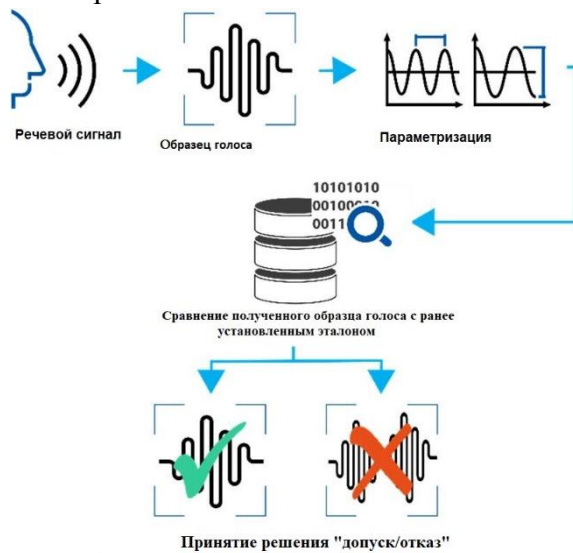 Речевой сигнал
Образец голоса
Параметризация
10101010
Сравнение полученного образца голоса с ранее
установленным эталоном
Принятие решения "допуск/отказ"